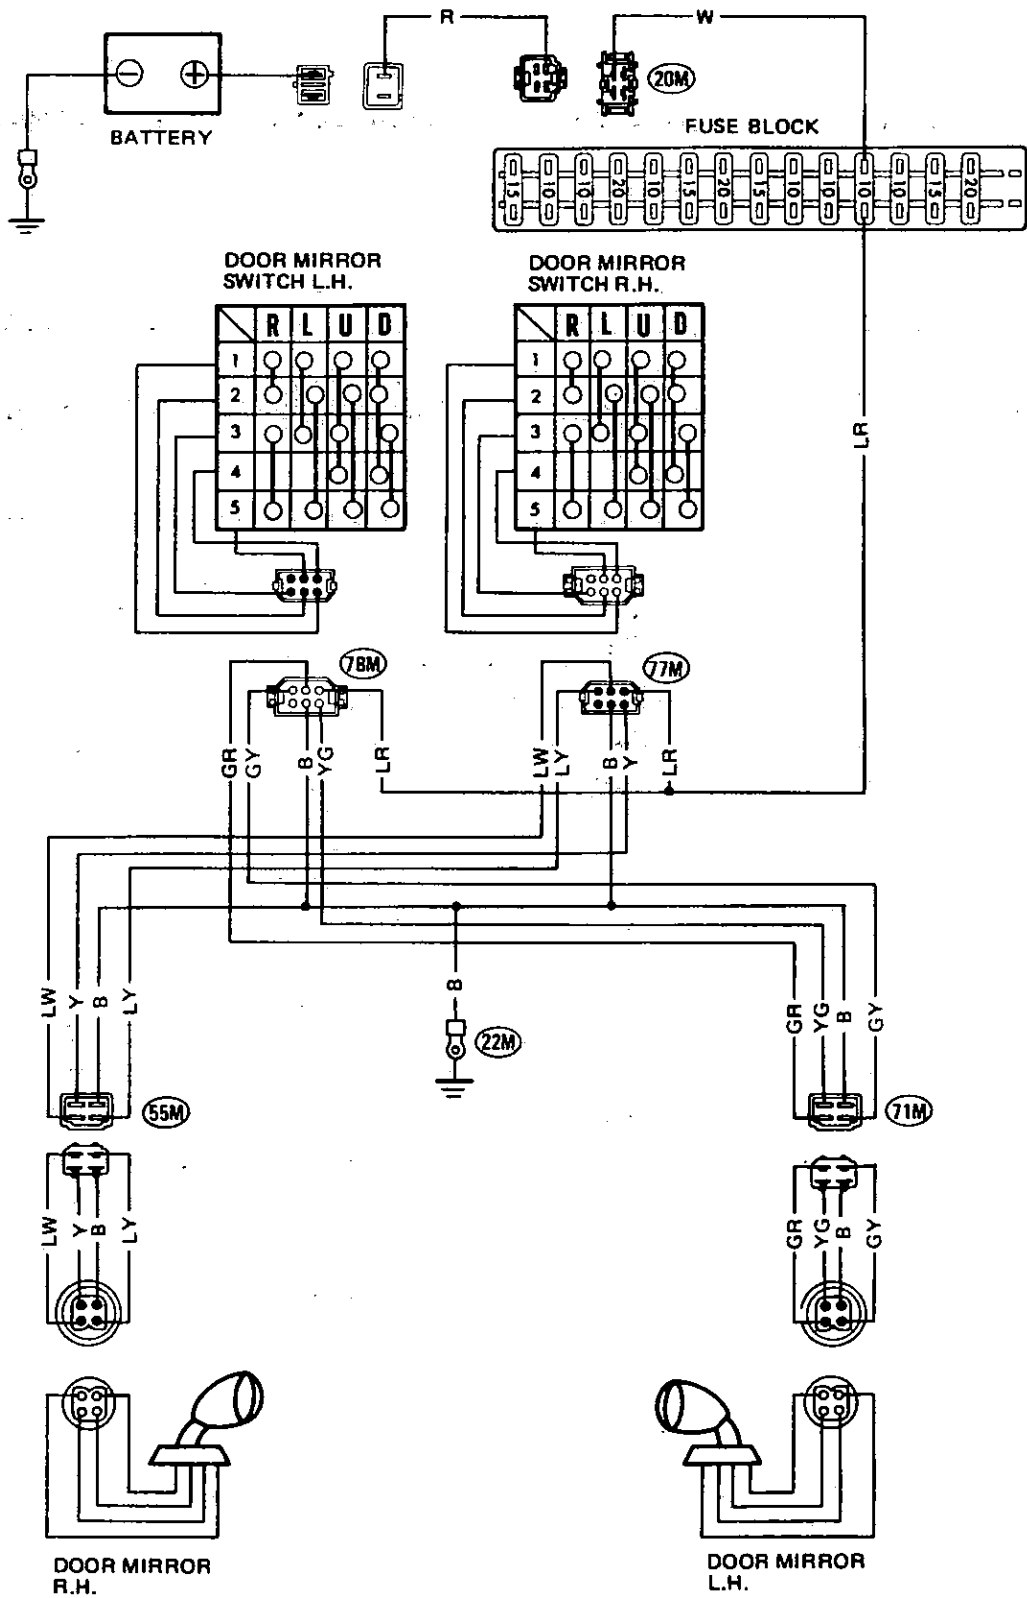 R
W
20M
BATTERY
FUSE BLOCK
15 10 10 20 10 15 20 15 10 10 10 10 15 20
DOOR MIRROR
SWITCH L.H.
R L U D
1
2
3
4
5
DOOR MIRROR
SWITCH R.H.
R L U D
1
2
3
4
5
LR
78M
77M
GR GY B YG LR
LW LY B Y LR
LW Y B LY
B
22M
GR YG B GY
55M
71M
LW Y B LY
GR YG B GY
DOOR MIRROR
R.H.
DOOR MIRROR
L.H.